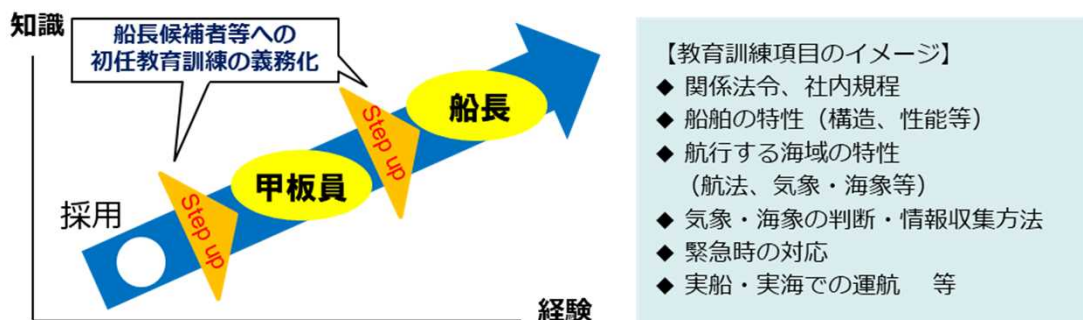 知識
船長候補者等への
初任教育訓練の義務化
船長
Step up
甲板員
Step up
採用
経験
【教育訓練項目のイメージ】
◆ 関係法令、社内規程
◆ 船舶の特性（構造、性能等）
◆ 航行する海域の特性
（航法、気象・海象等）
◆ 気象・海象の判断・情報収集方法
◆ 緊急時の対応
◆ 実船・実海での運航　等